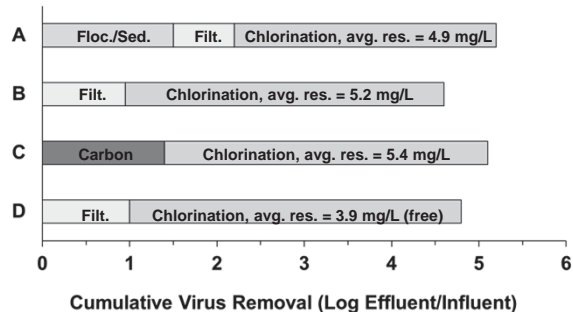 A Floc./Sed. Filt. Chlorination, avg. res. = 4.9 mg/L
B Filt. Chlorination, avg. res. = 5.2 mg/L
C Carbon Chlorination, avg. res. = 5.4 mg/L
D Filt. Chlorination, avg. res. = 3.9 mg/L (free)
0 1 2 3 4 5 6
Cumulative Virus Removal (Log Effluent/Influent)